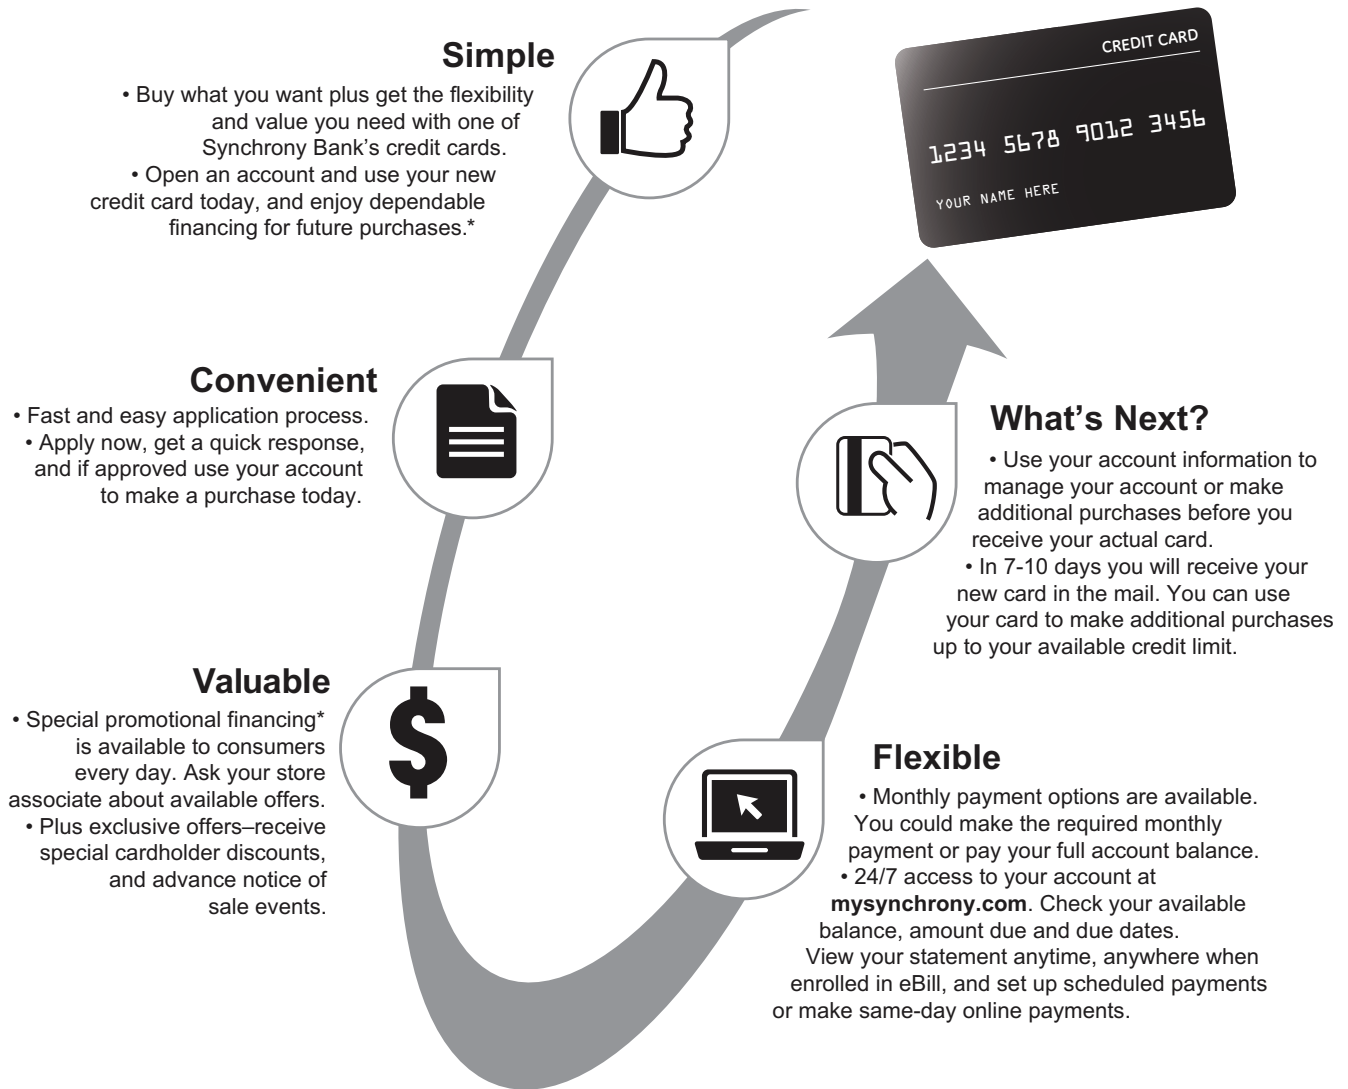 Simple
• Buy what you want plus get the flexibility
and value you need with one of
Synchrony Bank's credit cards.
• Open an account and use your new
credit card today, and enjoy dependable
financing for future purchases.*
CREDIT CARD
1234 5678 9012 3456
YOUR NAME HERE
Convenient
• Fast and easy application process.
• Apply now, get a quick response,
and if approved use your account
to make a purchase today.
Valuable
• Special promotional financing*
is available to consumers
every day. Ask your store
associate about available offers.
• Plus exclusive offers–receive
special cardholder discounts,
and advance notice of
sale events.
Flexible
• Monthly payment options are available.
You could make the required monthly
payment or pay your full account balance.
• 24/7 access to your account at
mysynchrony.com. Check your available
balance, amount due and due dates.
View your statement anytime, anywhere when
enrolled in eBill, and set up scheduled payments
or make same-day online payments.
What's Next?
• Use your account information to
manage your account or make
additional purchases before you
receive your actual card.
• In 7-10 days you will receive your
new card in the mail. You can use
your card to make additional purchases
up to your available credit limit.